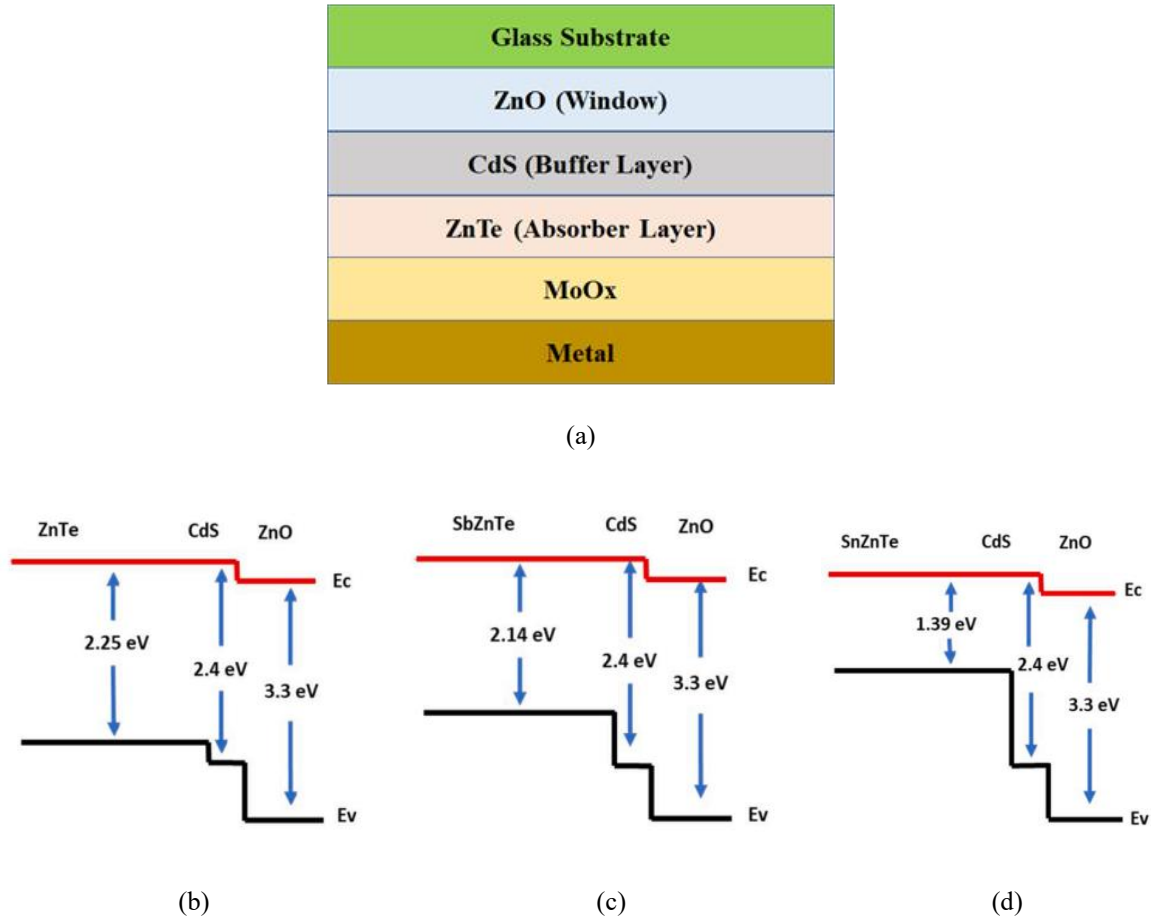 Glass Substrate
ZnO (Window)
CdS (Buffer Layer)
ZnTe (Absorber Layer)
MoOx
Metal
(a)
ZnTe CdS ZnO
Ec
2.25 eV
2.4 eV
3.3 eV
Ev
(b)
SbZnTe CdS ZnO
Ec
2.14 eV
2.4 eV
3.3 eV
Ev
(c)
SnZnTe CdS ZnO
Ec
1.39 eV
2.4 eV
3.3 eV
Ev
(d)